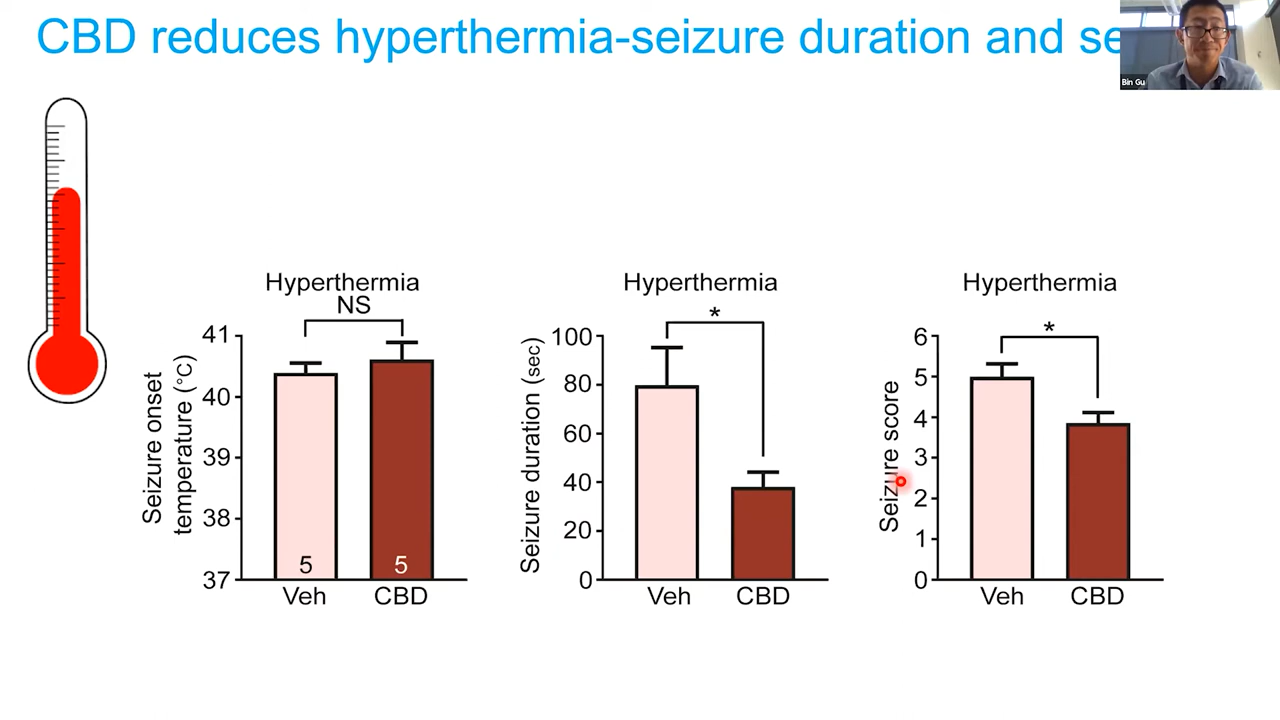 CBD reduces hyperthermia-seizure duration and se
Bin Gu
Hyperthermia
NS
Seizure onset
temperature (°C)
41
40
39
38
37
5
5
Veh
CBD
Hyperthermia
*
Seizure duration (sec)
100
80
60
40
20
0
Veh
CBD
Hyperthermia
*
Seizure score
6
5
4
3
2
1
0
Veh
CBD